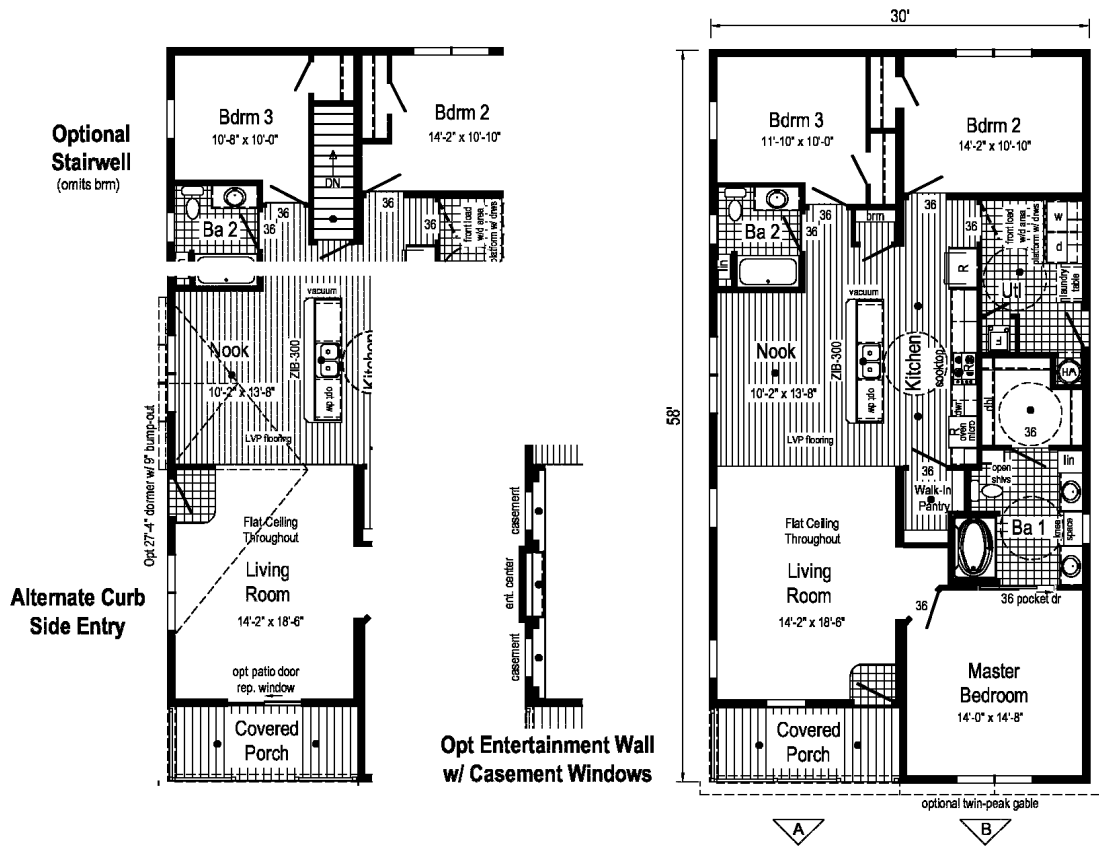 Optional
Stairwell
(omits brm)
Bdrm 3
10'-8" x 10'-0"
Bdrm 2
14'-2" x 10'-10"
DN
36
36
36
Ba 2
front load
w/d area
platform w/ drws
vacuum
Nook
10'-2" x 13'-8"
ZIB-300
opt dw
Kitchen
LVP flooring
Opt 27'-4" dormer w/ 9" bump-out
Flat Ceiling
Throughout
Living
Room
14'-2" x 18'-6"
Alternate Curb
Side Entry
opt patio door
rep. window
Covered
Porch
casement
ent. center
casement
Opt Entertainment Wall
w/ Casement Windows
30'
58'
Bdrm 3
11'-10" x 10'-0"
Bdrm 2
14'-2" x 10'-10"
36
36
36
brm
Ba 2
lin
front load
w/d area
platform w/ drws
w
d
laundry
table
Utl
R
vacuum
Nook
10'-2" x 13'-8"
ZIB-300
opt dw
Kitchen
cooktop
LVP flooring
R
oven
micro
dbl
36
36
Walk-In
Pantry
open
shlvs
lin
Ba 1
knee
space
36 pocket dr
Flat Ceiling
Throughout
Living
Room
14'-2" x 18'-6"
36
Master
Bedroom
14'-0" x 14'-8"
Covered
Porch
optional twin-peak gable
A
B